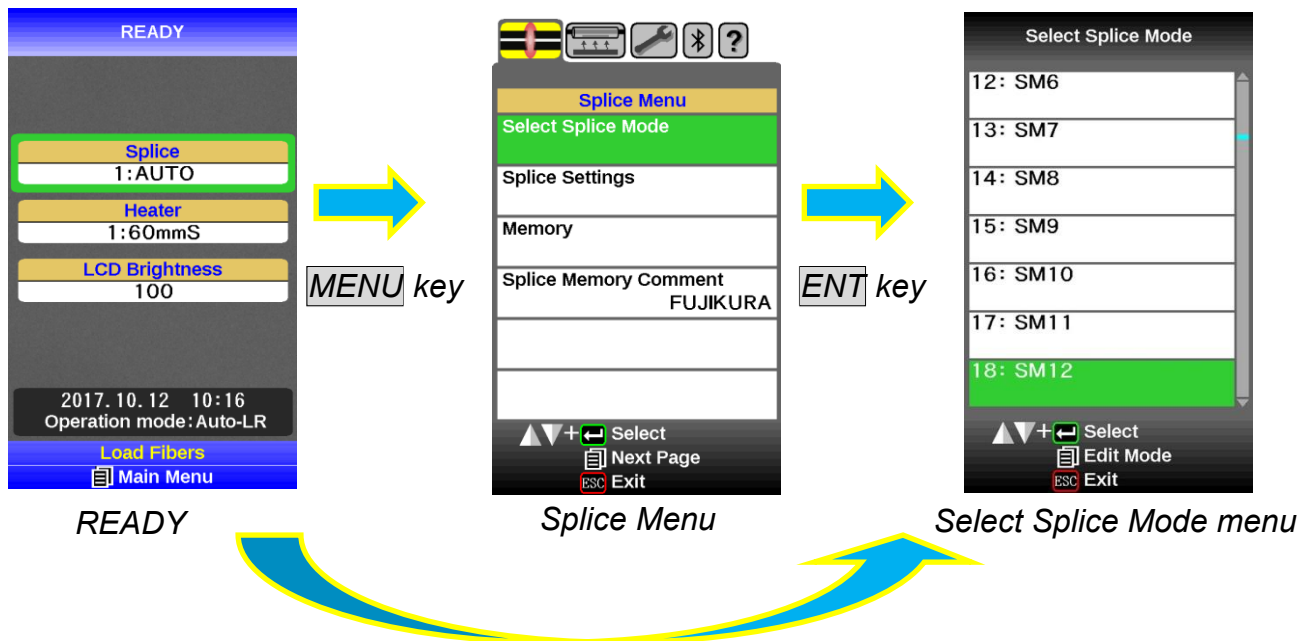 READY
Splice
1:AUTO
Heater
1:60mmS
LCD Brightness
100
2017.10.12 10:16
Operation mode:Auto-LR
Load Fibers
Main Menu
READY
MENU key
?
Splice Menu
Select Splice Mode
Splice Settings
Memory
Splice Memory Comment
FUJIKURA
+ Select
Next Page
ESC Exit
Splice Menu
ENT key
Select Splice Mode
12: SM6
13: SM7
14: SM8
15: SM9
16: SM10
17: SM11
18: SM12
+ Select
Edit Mode
ESC Exit
Select Splice Mode menu